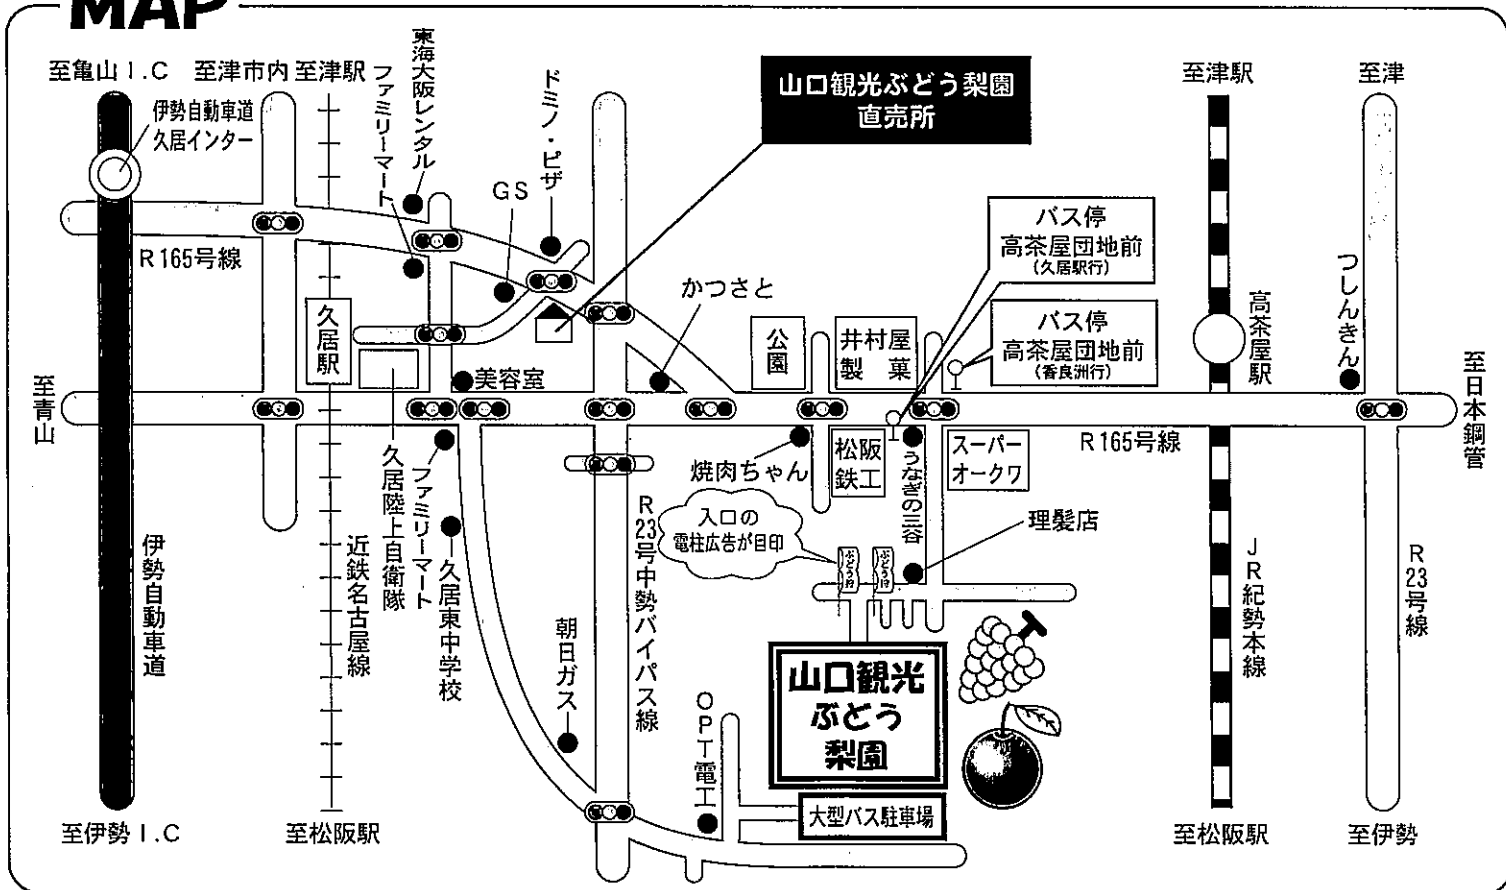 MAP
至亀山I.C
至津市内
至津駅
東海大阪レンタル
ファミリーマート
ドミノ・ピザ
山口観光ぶどう梨園
直売所
至津駅
至津
伊勢自動車道
久居インター
GS
R165号線
バス停
高茶屋団地前
(久居駅行)
かつさと
久居駅
公園
井村屋
製菓
バス停
高茶屋団地前
(香良洲行)
高茶屋駅
つしんきん
至青山
美容室
至日本鋼管
R165号線
焼肉ちゃん
松阪
鉄工
うなぎの三谷
スーパー
オークワ
久居陸上自衛隊
ファミリーマート
久居東中学校
入口の
電柱広告が目印
ぶどう狩
ぶどう狩
理髪店
伊勢自動車道
近鉄名古屋線
R23号中勢バイパス線
JR紀勢本線
R23号線
朝日ガス
OPT電工
山口観光
ぶどう
梨園
大型バス駐車場
至伊勢I.C
至松阪駅
至松阪駅
至伊勢